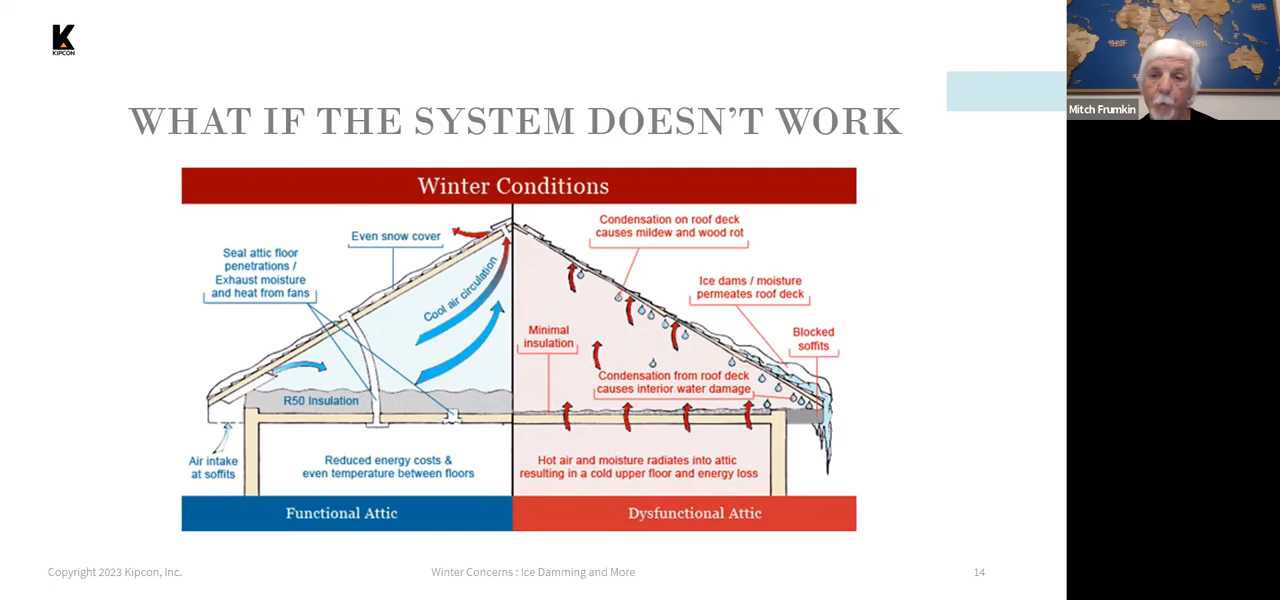 K
KIPCON
Mitch Frumkin
WHAT IF THE SYSTEM DOESN'T WORK
Winter Conditions
Even snow cover
Seal attic floor
penetrations /
Exhaust moisture
and heat from fans
Cool air circulation
R50 Insulation
Air intake
at soffits
Reduced energy costs &
even temperature between floors
Functional Attic
Condensation on roof deck
causes mildew and wood rot
Ice dams / moisture
permeates roof deck
Blocked
soffits
Minimal
insulation
Condensation from roof deck
causes interior water damage
Hot air and moisture radiates into attic
resulting in a cold upper floor and energy loss
Dysfunctional Attic
Copyright 2023 Kipcon, Inc.
Winter Concerns : Ice Damming and More
14